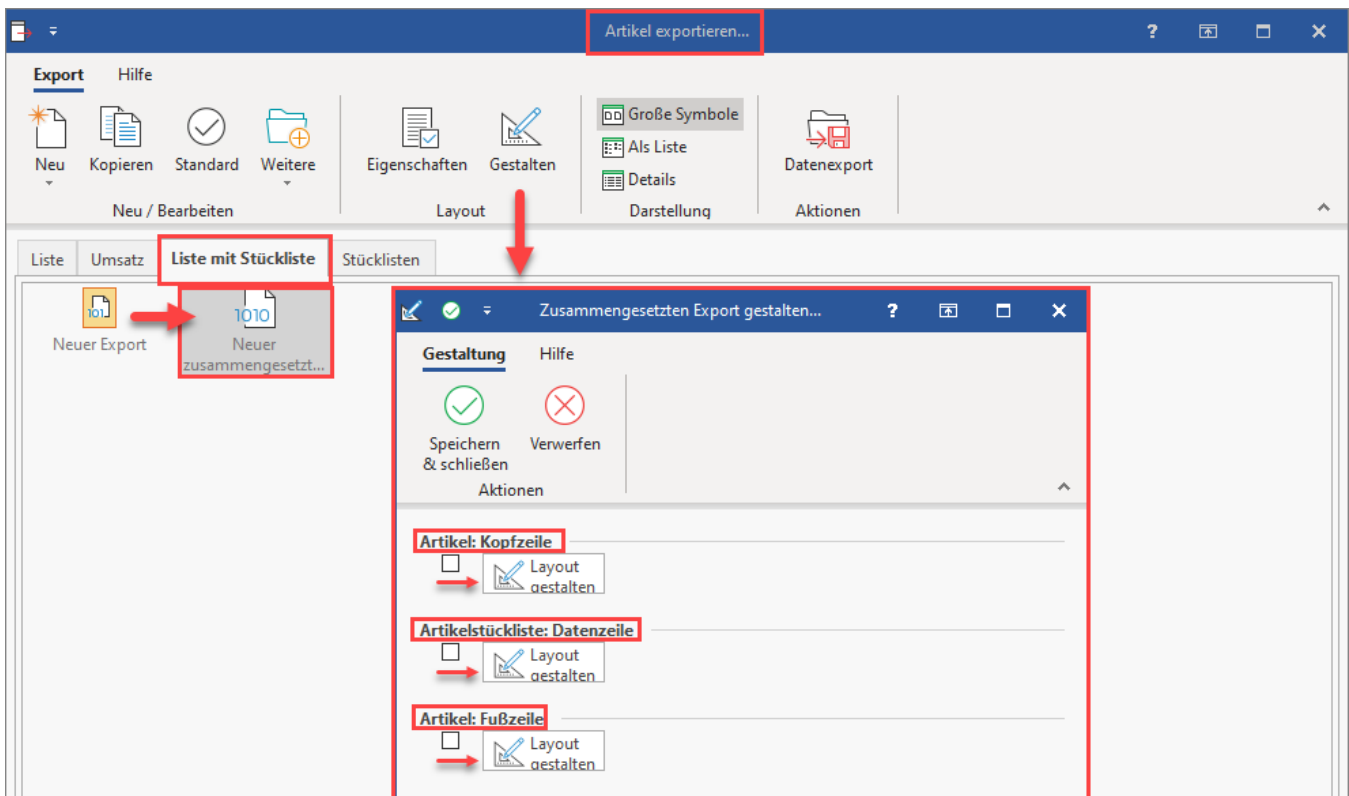 Artikel exportieren...
?
Export Hilfe
Neu Kopieren Standard Weitere
Eigenschaften Gestalten
Große Symbole
Als Liste
Details
Datenexport
Neu / Bearbeiten Layout Darstellung Aktionen
Liste Umsatz Liste mit Stückliste Stücklisten
101
Neuer Export
1010
Neuer
zusammengesetzt...
Zusammengesetzten Export gestalten... ?
Gestaltung Hilfe
Speichern
& schließen
Verwerfen
Aktionen
Artikel: Kopfzeile
Layout
gestalten
Artikelstückliste: Datenzeile
Layout
gestalten
Artikel: Fußzeile
Layout
gestalten